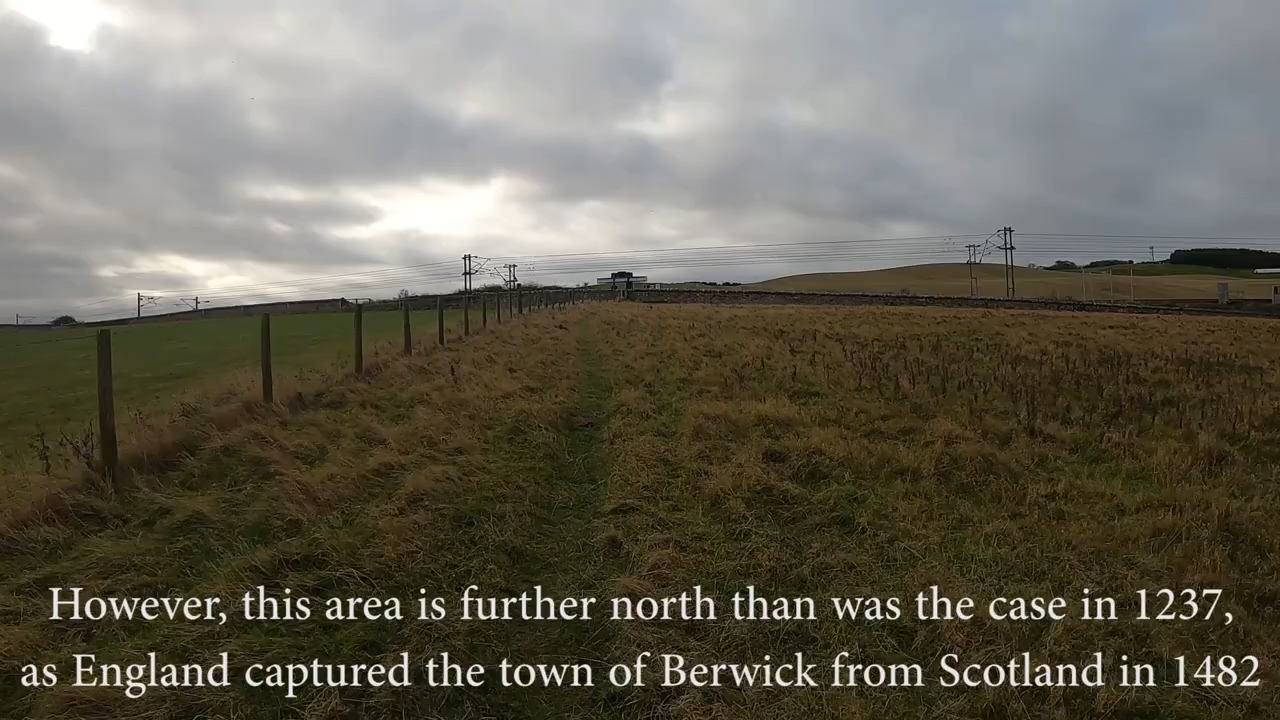 However, this area is further north than was the case in 1237,
as England captured the town of Berwick from Scotland in 1482